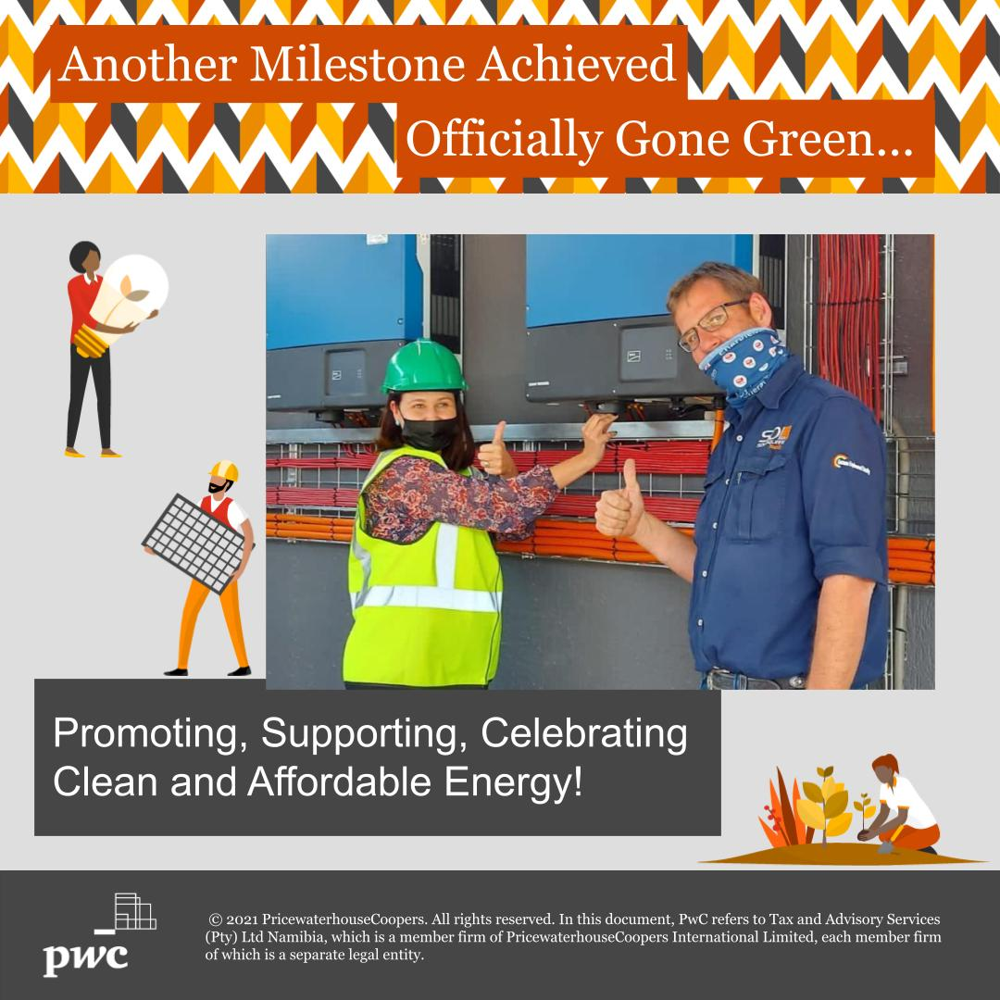 Another Milestone Achieved
Officially Gone Green...
Promoting, Supporting, Celebrating
Clean and Affordable Energy!
pwc
© 2021 PricewaterhouseCoopers. All rights reserved. In this document, PwC refers to Tax and Advisory Services
(Pty) Ltd Namibia, which is a member firm of PricewaterhouseCoopers International Limited, each member firm
of which is a separate legal entity.